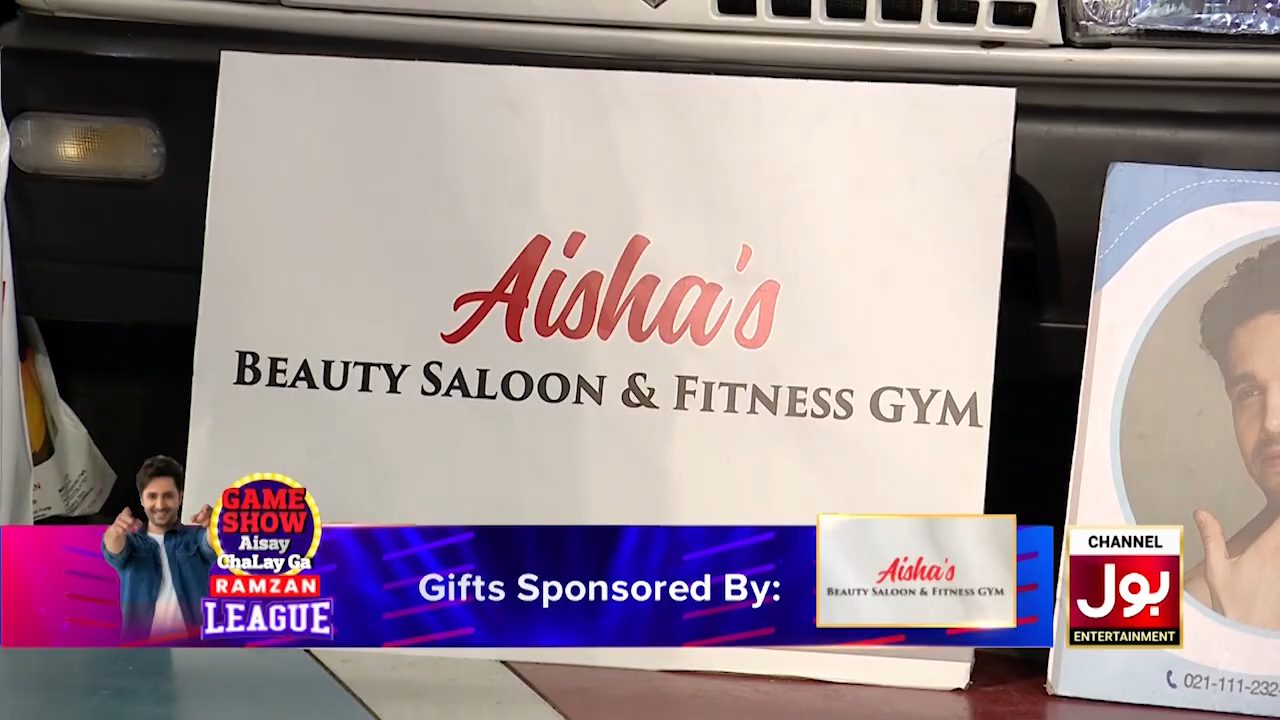 Aisha's
BEAUTY SALOON & FITNESS GYM
GAME
SHOW
Aisay
ChaLay Ga
RAMZAN
LEAGUE
Gifts Sponsored By:
Aisha's
BEAUTY SALOON & FITNESS GYM
CHANNEL
بول
ENTERTAINMENT
021-111-232